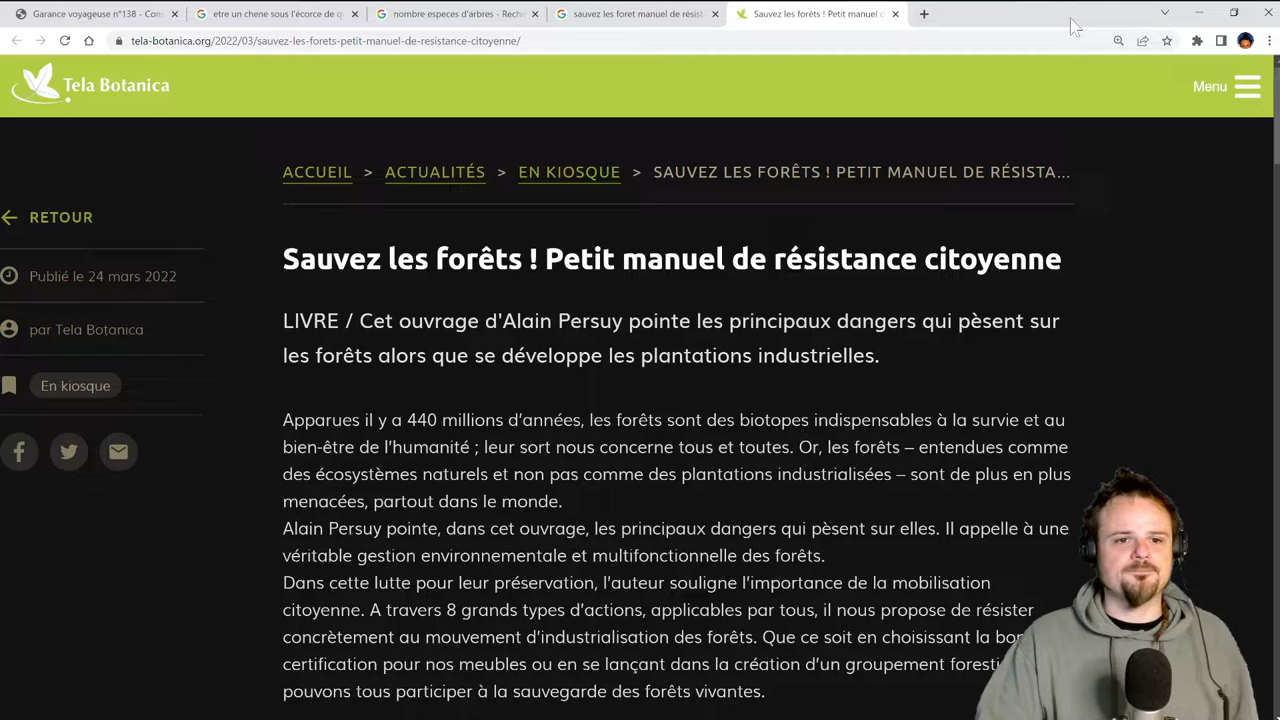 Garance voyageuse n°138 - Con
etre un chene sous l'écorce de q
nombre especes d'arbres - Reche
sauvez les foret manuel de résist
Sauvez les forêts ! Petit manuel d
tela-botanica.org/2022/03/sauvez-les-forets-petit-manuel-de-resistance-citoyenne/
Tela Botanica
Menu
ACCUEIL > ACTUALITÉS > EN KIOSQUE > SAUVEZ LES FORÊTS ! PETIT MANUEL DE RÉSISTA...
RETOUR
Publié le 24 mars 2022
par Tela Botanica
En kiosque
Sauvez les forêts ! Petit manuel de résistance citoyenne
LIVRE / Cet ouvrage d'Alain Persuy pointe les principaux dangers qui pèsent sur
les forêts alors que se développe les plantations industrielles.
Apparues il y a 440 millions d'années, les forêts sont des biotopes indispensables à la survie et au
bien-être de l'humanité ; leur sort nous concerne tous et toutes. Or, les forêts – entendues comme
des écosystèmes naturels et non pas comme des plantations industrialisées – sont de plus en plus
menacées, partout dans le monde.
Alain Persuy pointe, dans cet ouvrage, les principaux dangers qui pèsent sur elles. Il appelle à une
véritable gestion environnementale et multifonctionnelle des forêts.
Dans cette lutte pour leur préservation, l'auteur souligne l'importance de la mobilisation
citoyenne. A travers 8 grands types d'actions, applicables par tous, il nous propose de résister
concrètement au mouvement d'industrialisation des forêts. Que ce soit en choisissant la bon
certification pour nos meubles ou en se lançant dans la création d'un groupement foresti
pouvons tous participer à la sauvegarde des forêts vivantes.